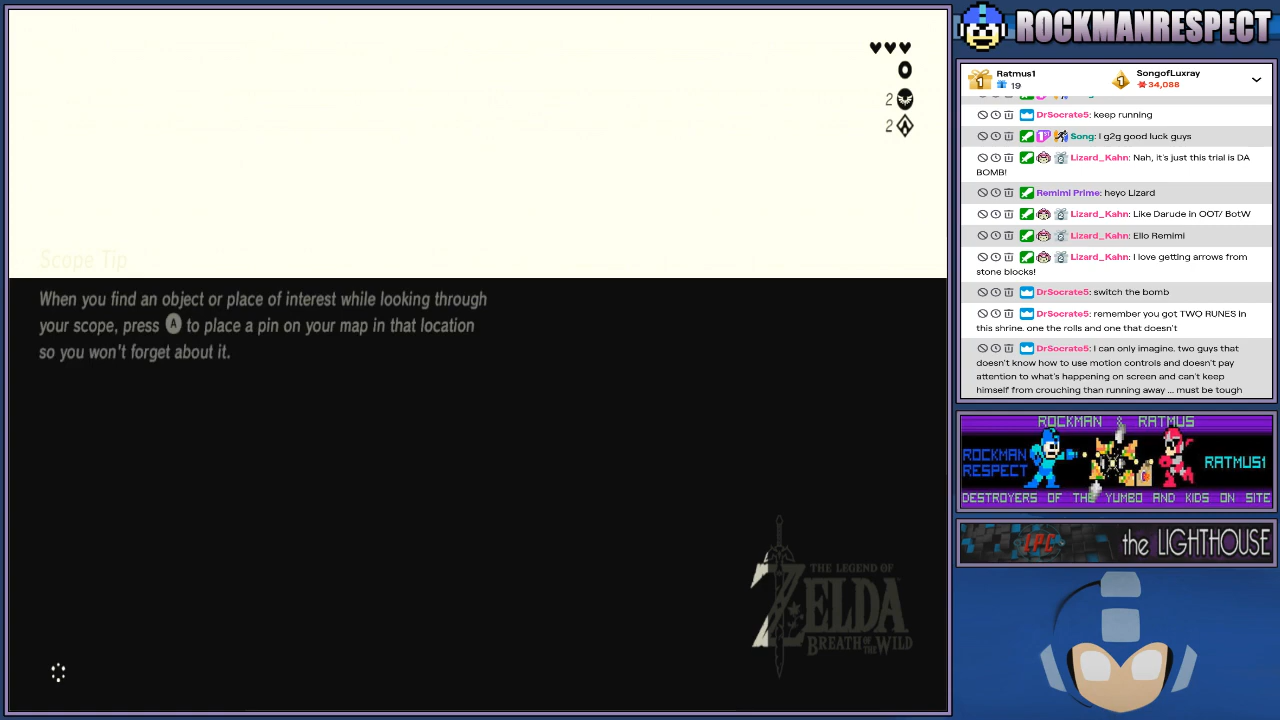 ROCKMANRESPECT
Ratmus1
19
SongofLuxray
34,088
DrSocrate5: keep running
Song: I g2g good luck guys
Lizard_Kahn: Nah, it's just this trial is DA
BOMB!
Remimi Prime: heyo Lizard
Lizard_Kahn: Like Darude in OOT/ BotW
Lizard_Kahn: Ello Remimi
Lizard_Kahn: I love getting arrows from
stone blocks!
DrSocrate5: switch the bomb
DrSocrate5: remember you got TWO RUNES in
this shrine. one the rolls and one that doesn't
DrSocrate5: I can only imagine. two guys that
doesn't know how to use motion controls and doesn't pay
attention to what's happening on screen and can't keep
himself from crouching than running away ... must be tough
2
2
Scope Tip
When you find an object or place of interest while looking through
your scope, press A to place a pin on your map in that location
so you won't forget about it.
THE LEGEND OF
ZELDA
BREATH OF THE WILD
ROCKMAN & RATMUS
ROCKMAN
RESPECT
RATMUS1
DESTROYERS OF THE YUMBO AND KIDS ON SITE
LPC
the LIGHTHOUSE